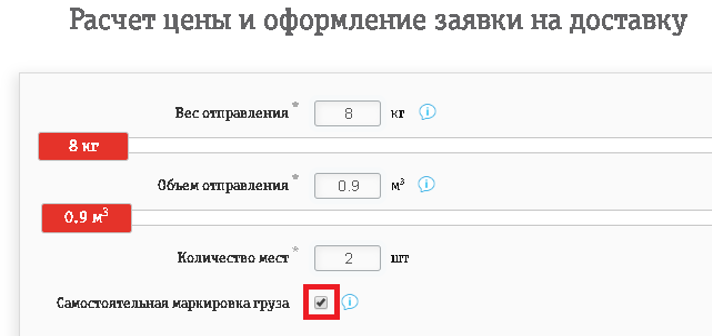 Расчет цены и оформление заявки на доставку
Вес отправления * 8 кг i
8 кг
Объем отправления * 0.9 м³ i
0.9 м³
Количество мест * 2 шт
Самостоятельная маркировка груза i